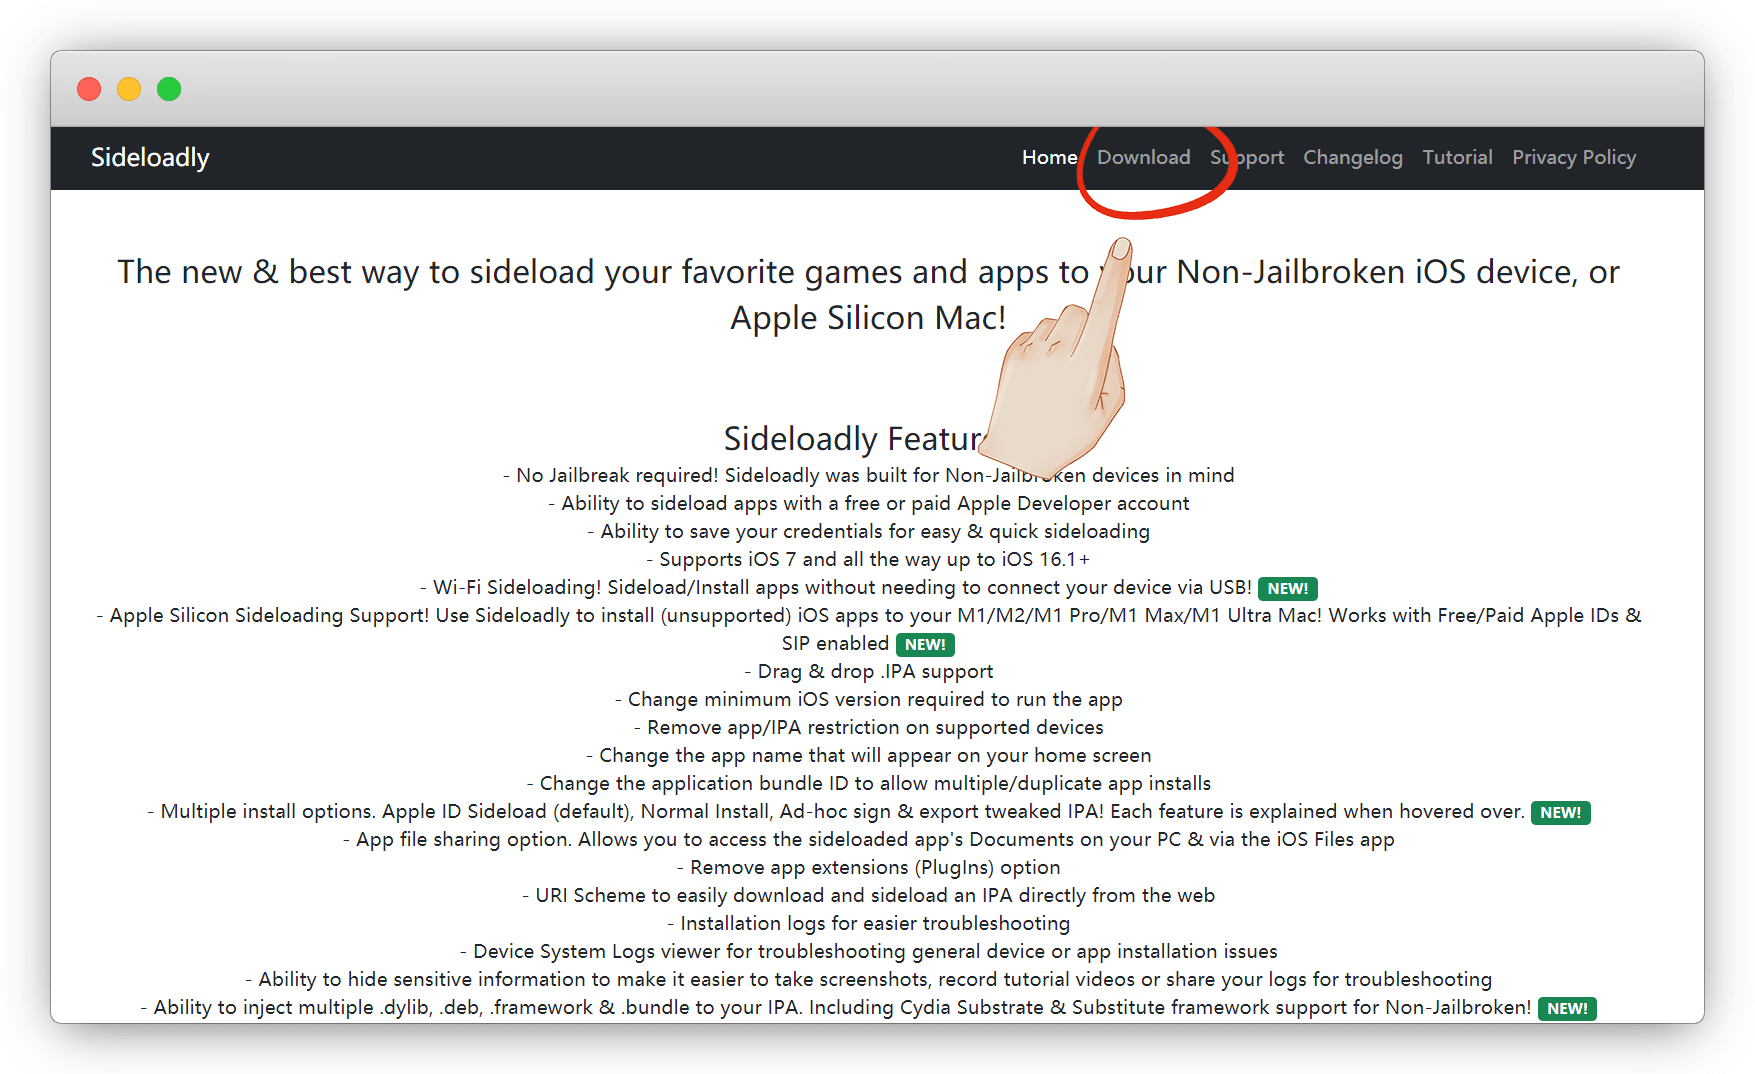 Sideloadly
Home Download Support Changelog Tutorial Privacy Policy
The new & best way to sideload your favorite games and apps to your Non-Jailbroken iOS device, or
Apple Silicon Mac!
Sideloadly Featur
- No Jailbreak required! Sideloadly was built for Non-Jailbroken devices in mind
- Ability to sideload apps with a free or paid Apple Developer account
- Ability to save your credentials for easy & quick sideloading
- Supports iOS 7 and all the way up to iOS 16.1+
- Wi-Fi Sideloading! Sideload/Install apps without needing to connect your device via USB! NEW!
- Apple Silicon Sideloading Support! Use Sideloadly to install (unsupported) iOS apps to your M1/M2/M1 Pro/M1 Max/M1 Ultra Mac! Works with Free/Paid Apple IDs &
SIP enabled NEW!
- Drag & drop .IPA support
- Change minimum iOS version required to run the app
- Remove app/IPA restriction on supported devices
- Change the app name that will appear on your home screen
- Change the application bundle ID to allow multiple/duplicate app installs
- Multiple install options. Apple ID Sideload (default), Normal Install, Ad-hoc sign & export tweaked IPA! Each feature is explained when hovered over. NEW!
- App file sharing option. Allows you to access the sideloaded app's Documents on your PC & via the iOS Files app
- Remove app extensions (PlugIns) option
- URI Scheme to easily download and sideload an IPA directly from the web
- Installation logs for easier troubleshooting
- Device System Logs viewer for troubleshooting general device or app installation issues
- Ability to hide sensitive information to make it easier to take screenshots, record tutorial videos or share your logs for troubleshooting
- Ability to inject multiple .dylib, .deb, .framework & .bundle to your IPA. Including Cydia Substrate & Substitute framework support for Non-Jailbroken! NEW!